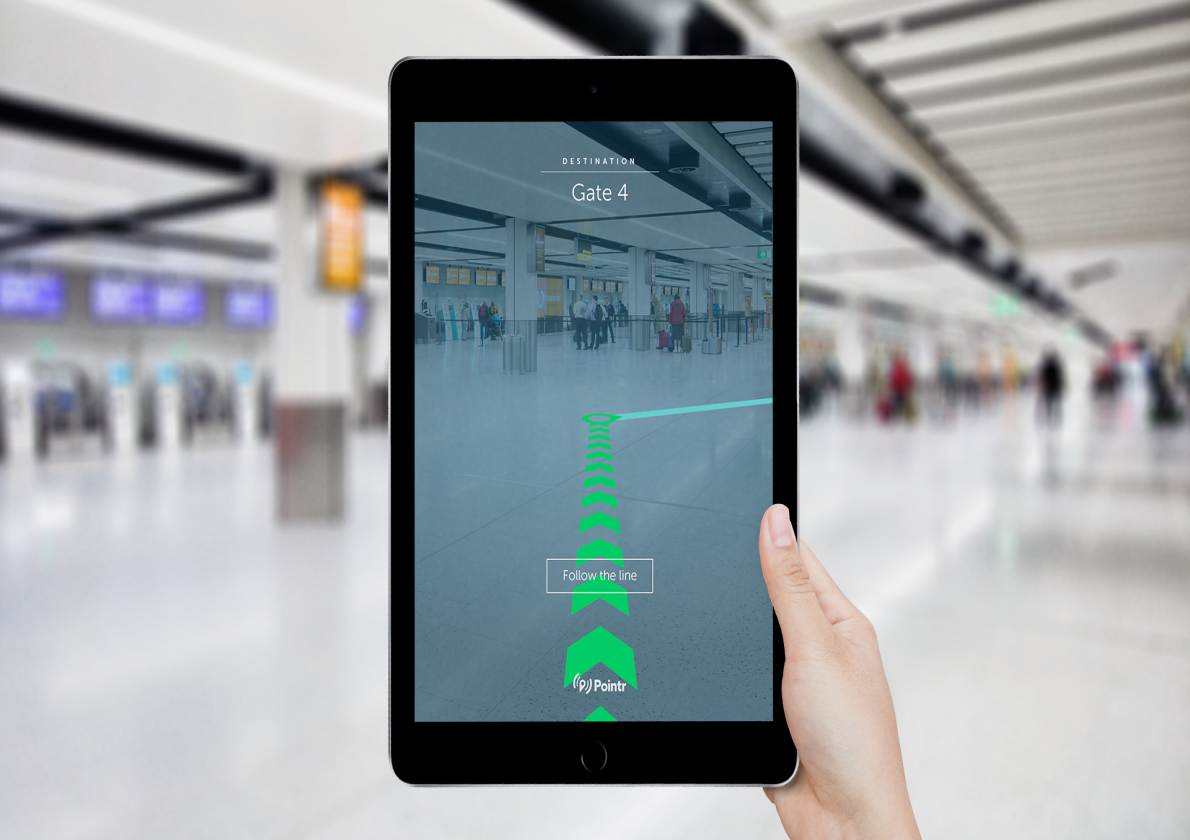 DESTINATION
Gate 4
Follow the line
Pointr